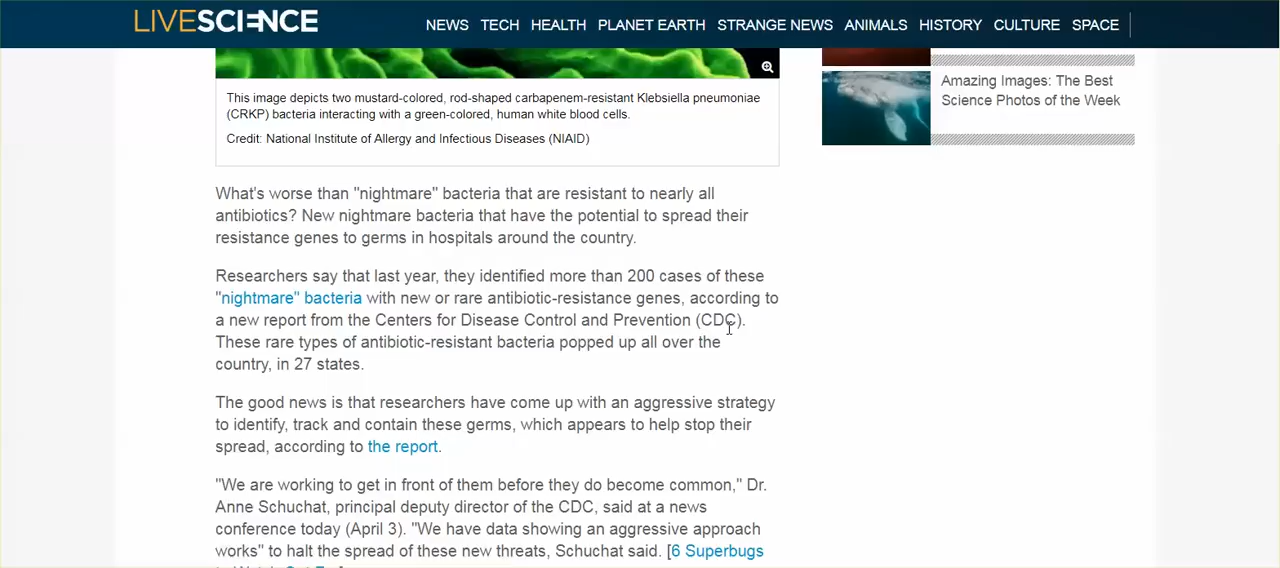 LIVESCIENCE
NEWS TECH HEALTH PLANET EARTH STRANGE NEWS ANIMALS HISTORY CULTURE SPACE
This image depicts two mustard-colored, rod-shaped carbapenem-resistant Klebsiella pneumoniae
(CRKP) bacteria interacting with a green-colored, human white blood cells.
Credit: National Institute of Allergy and Infectious Diseases (NIAID)
Amazing Images: The Best
Science Photos of the Week
What's worse than "nightmare" bacteria that are resistant to nearly all
antibiotics? New nightmare bacteria that have the potential to spread their
resistance genes to germs in hospitals around the country.
Researchers say that last year, they identified more than 200 cases of these
"nightmare" bacteria with new or rare antibiotic-resistance genes, according to
a new report from the Centers for Disease Control and Prevention (CDC).
These rare types of antibiotic-resistant bacteria popped up all over the
country, in 27 states.
The good news is that researchers have come up with an aggressive strategy
to identify, track and contain these germs, which appears to help stop their
spread, according to the report.
"We are working to get in front of them before they do become common," Dr.
Anne Schuchat, principal deputy director of the CDC, said at a news
conference today (April 3). "We have data showing an aggressive approach
works" to halt the spread of these new threats, Schuchat said. [6 Superbugs